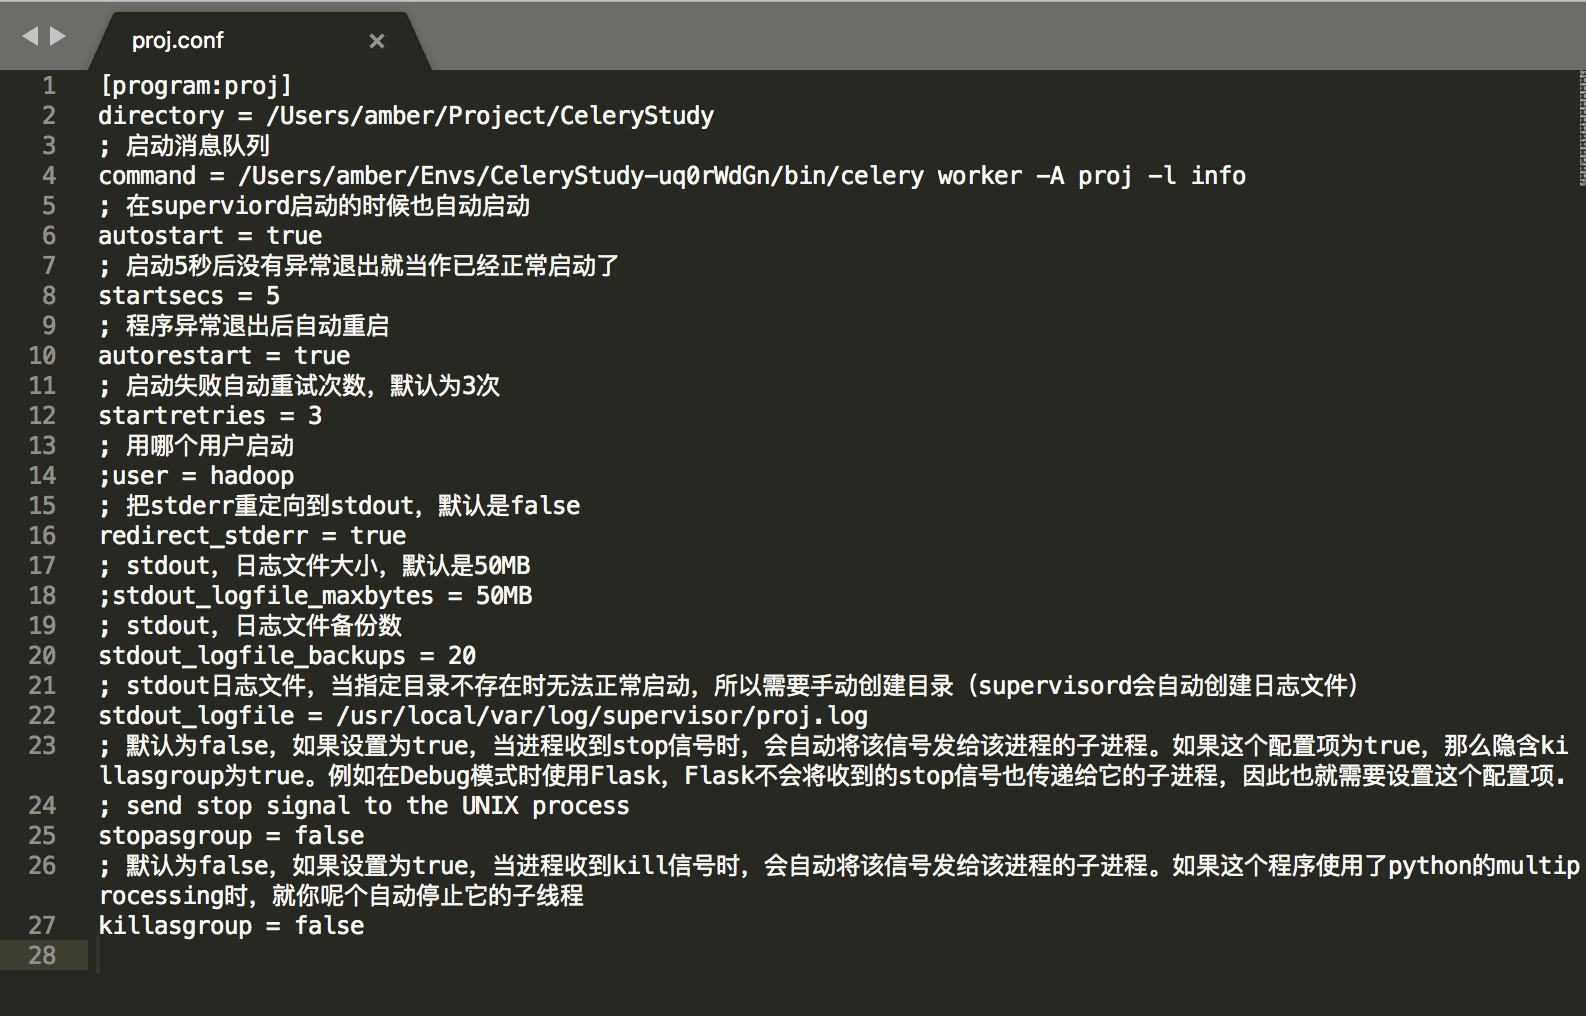 proj.conf ×
1 [program:proj]
2 directory = /Users/amber/Project/CeleryStudy
3 ; 启动消息队列
4 command = /Users/amber/Envs/CeleryStudy-uq0rWdGn/bin/celery worker -A proj -l info
5 ; 在superviord启动的时候也自动启动
6 autostart = true
7 ; 启动5秒后没有异常退出就当作已经正常启动了
8 startsecs = 5
9 ; 程序异常退出后自动重启
10 autorestart = true
11 ; 启动失败自动重试次数，默认为3次
12 startretries = 3
13 ; 用哪个用户启动
14 ;user = hadoop
15 ; 把stderr重定向到stdout，默认是false
16 redirect_stderr = true
17 ; stdout，日志文件大小，默认是50MB
18 ;stdout_logfile_maxbytes = 50MB
19 ; stdout，日志文件备份数
20 stdout_logfile_backups = 20
21 ; stdout日志文件，当指定目录不存在时无法正常启动，所以需要手动创建目录（supervisord会自动创建日志文件）
22 stdout_logfile = /usr/local/var/log/supervisor/proj.log
23 ; 默认为false，如果设置为true，当进程收到stop信号时，会自动将该信号发给该进程的子进程。如果这个配置项为true，那么隐含ki
llasgroup为true。例如在Debug模式时使用Flask，Flask不会将收到的stop信号也传递给它的子进程，因此也就需要设置这个配置项.
24 ; send stop signal to the UNIX process
25 stopasgroup = false
26 ; 默认为false，如果设置为true，当进程收到kill信号时，会自动将该信号发给该进程的子进程。如果这个程序使用了python的multip
rocessing时，就你呢个自动停止它的子线程
27 killasgroup = false
28